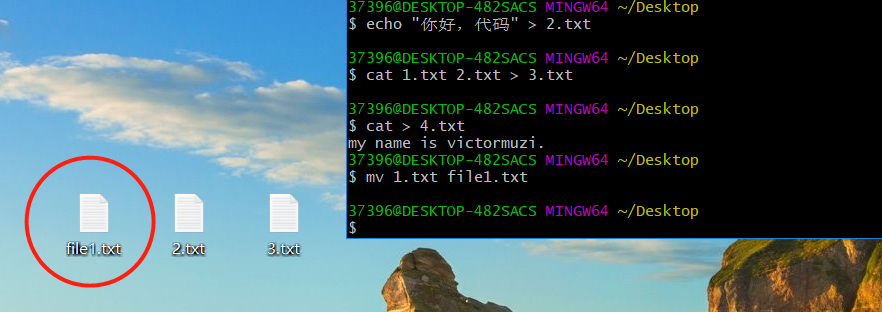 37396@DESKTOP-482SACS MINGW64 ~/Desktop
$ echo "你好，代码" > 2.txt
37396@DESKTOP-482SACS MINGW64 ~/Desktop
$ cat 1.txt 2.txt > 3.txt
37396@DESKTOP-482SACS MINGW64 ~/Desktop
$ cat > 4.txt
my name is victormuzi.
37396@DESKTOP-482SACS MINGW64 ~/Desktop
$ mv 1.txt file1.txt
37396@DESKTOP-482SACS MINGW64 ~/Desktop
$
file1.txt
2.txt
3.txt